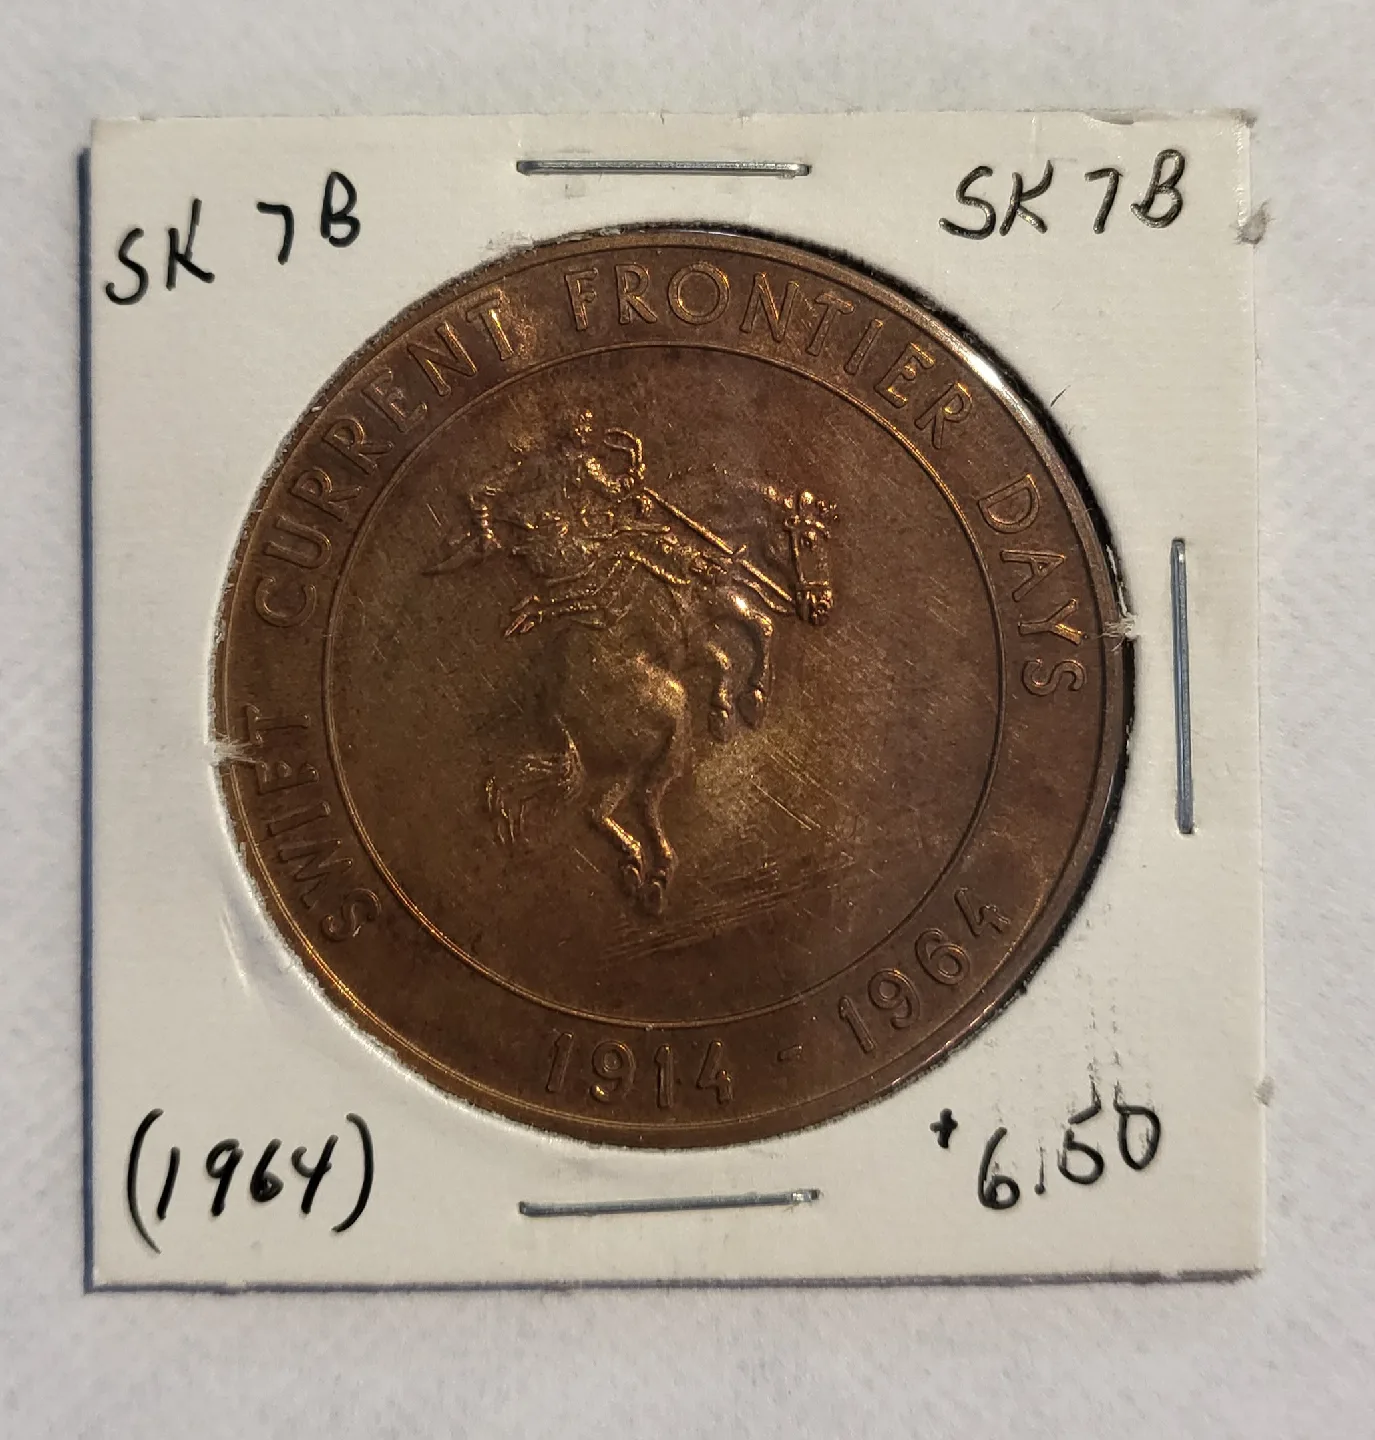 SK 7B
SK 7B
SWIFT CURRENT FRONTIER DAYS
1914 - 1964
(1964)
+6.50